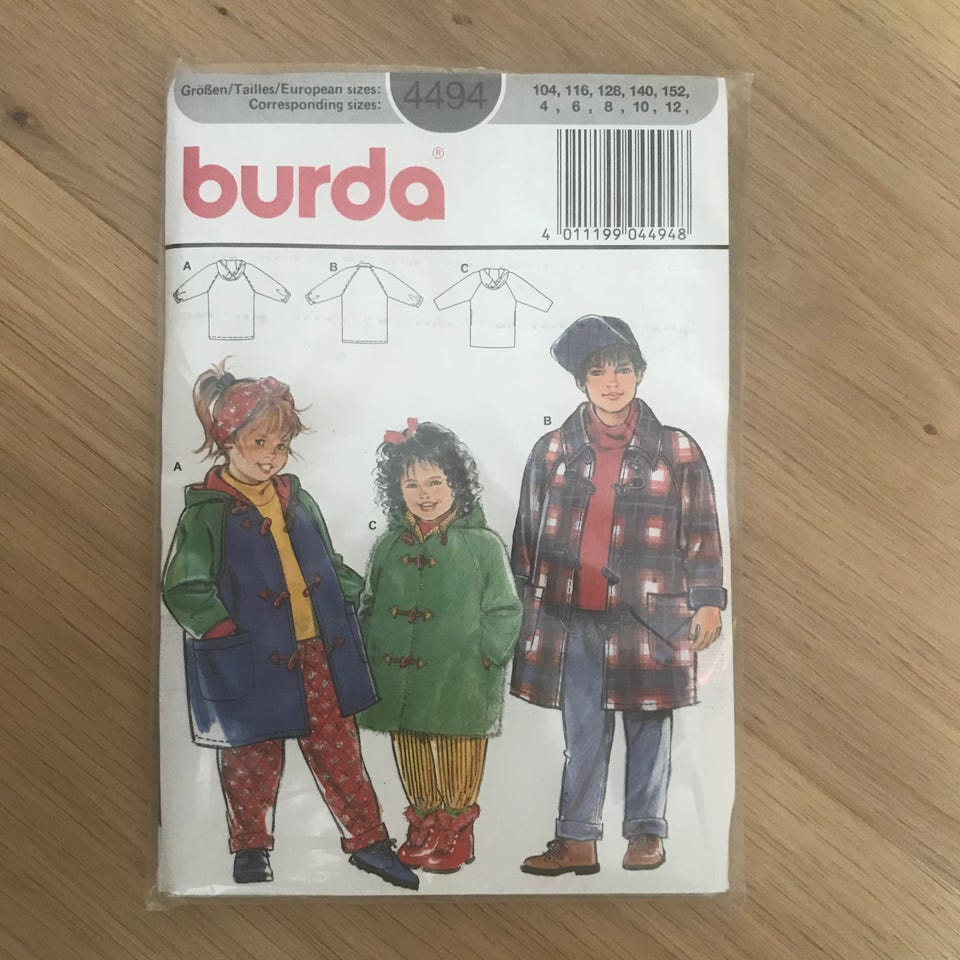 Größen/Tailles/European sizes: 4494 104, 116, 128, 140, 152,
Corresponding sizes: 4 , 6 , 8 , 10 , 12 ,
burda®
4 011199 044948
A B C
B
A
C